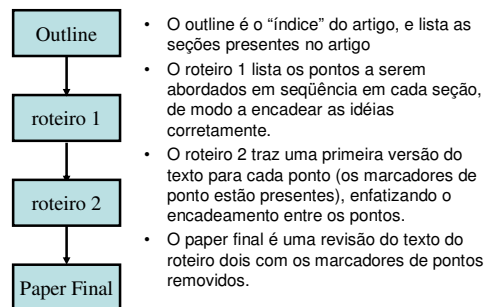 Outline
roteiro 1
roteiro 2
Paper Final
• O outline é o “índice” do artigo, e lista as
seções presentes no artigo
• O roteiro 1 lista os pontos a serem
abordados em seqüência em cada seção,
de modo a encadear as idéias
corretamente.
• O roteiro 2 traz uma primeira versão do
texto para cada ponto (os marcadores de
ponto estão presentes), enfatizando o
encadeamento entre os pontos.
• O paper final é uma revisão do texto do
roteiro dois com os marcadores de pontos
removidos.